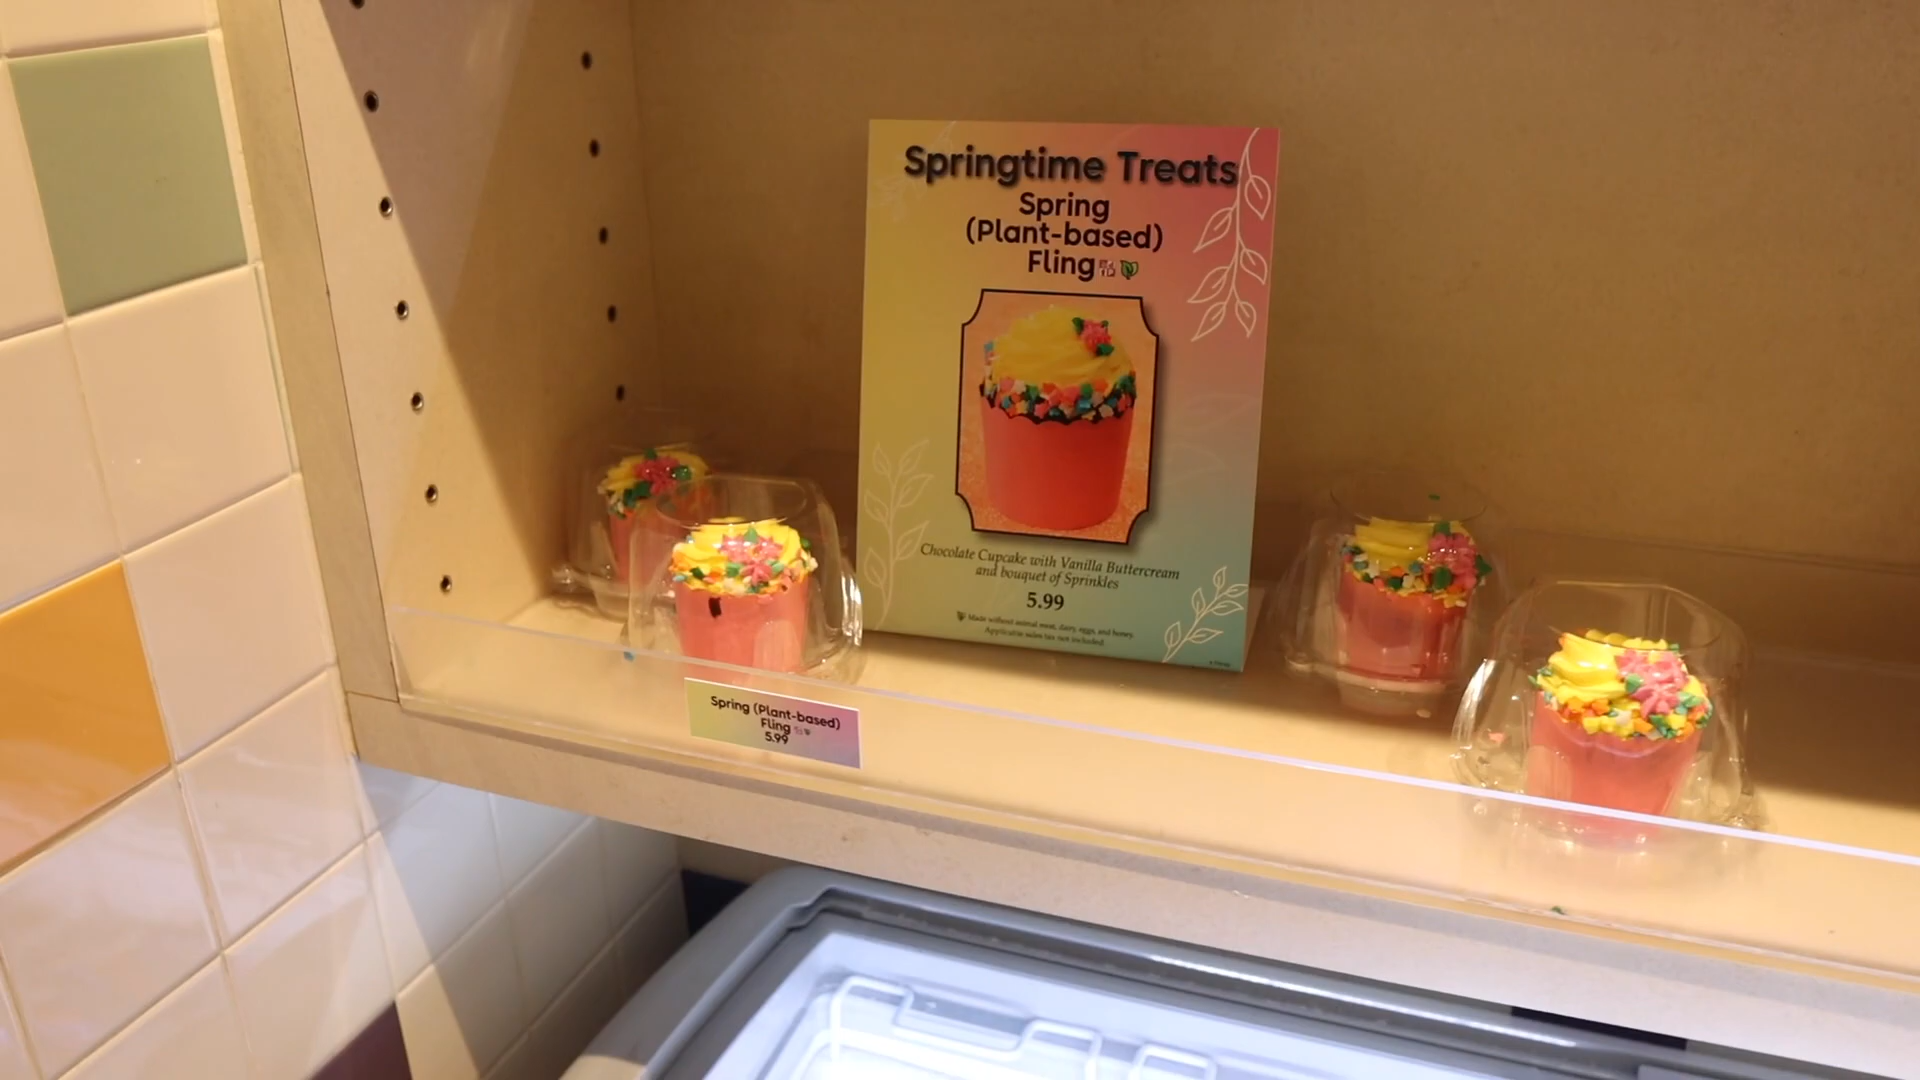 Springtime Treats
Spring
(Plant-based)
Fling
Chocolate Cupcake with Vanilla Buttercream
and bouquet of Sprinkles
5.99
Made without animal meat, dairy, eggs, and honey.
Applicable sales tax not included
Spring (Plant-based)
Fling
5.99